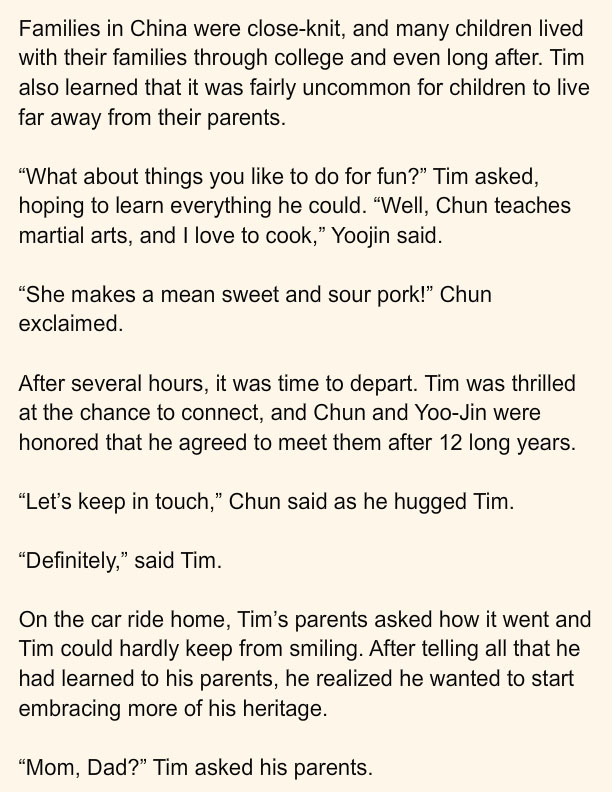 Families in China were close-knit, and many children lived
with their families through college and even long after. Tim
also learned that it was fairly uncommon for children to live
far away from their parents.
“What about things you like to do for fun?” Tim asked,
hoping to learn everything he could. “Well, Chun teaches
martial arts, and I love to cook,” Yoojin said.
“She makes a mean sweet and sour pork!” Chun
exclaimed.
After several hours, it was time to depart. Tim was thrilled
at the chance to connect, and Chun and Yoo-Jin were
honored that he agreed to meet them after 12 long years.
“Let’s keep in touch,” Chun said as he hugged Tim.
“Definitely,” said Tim.
On the car ride home, Tim’s parents asked how it went and
Tim could hardly keep from smiling. After telling all that he
had learned to his parents, he realized he wanted to start
embracing more of his heritage.
“Mom, Dad?” Tim asked his parents.